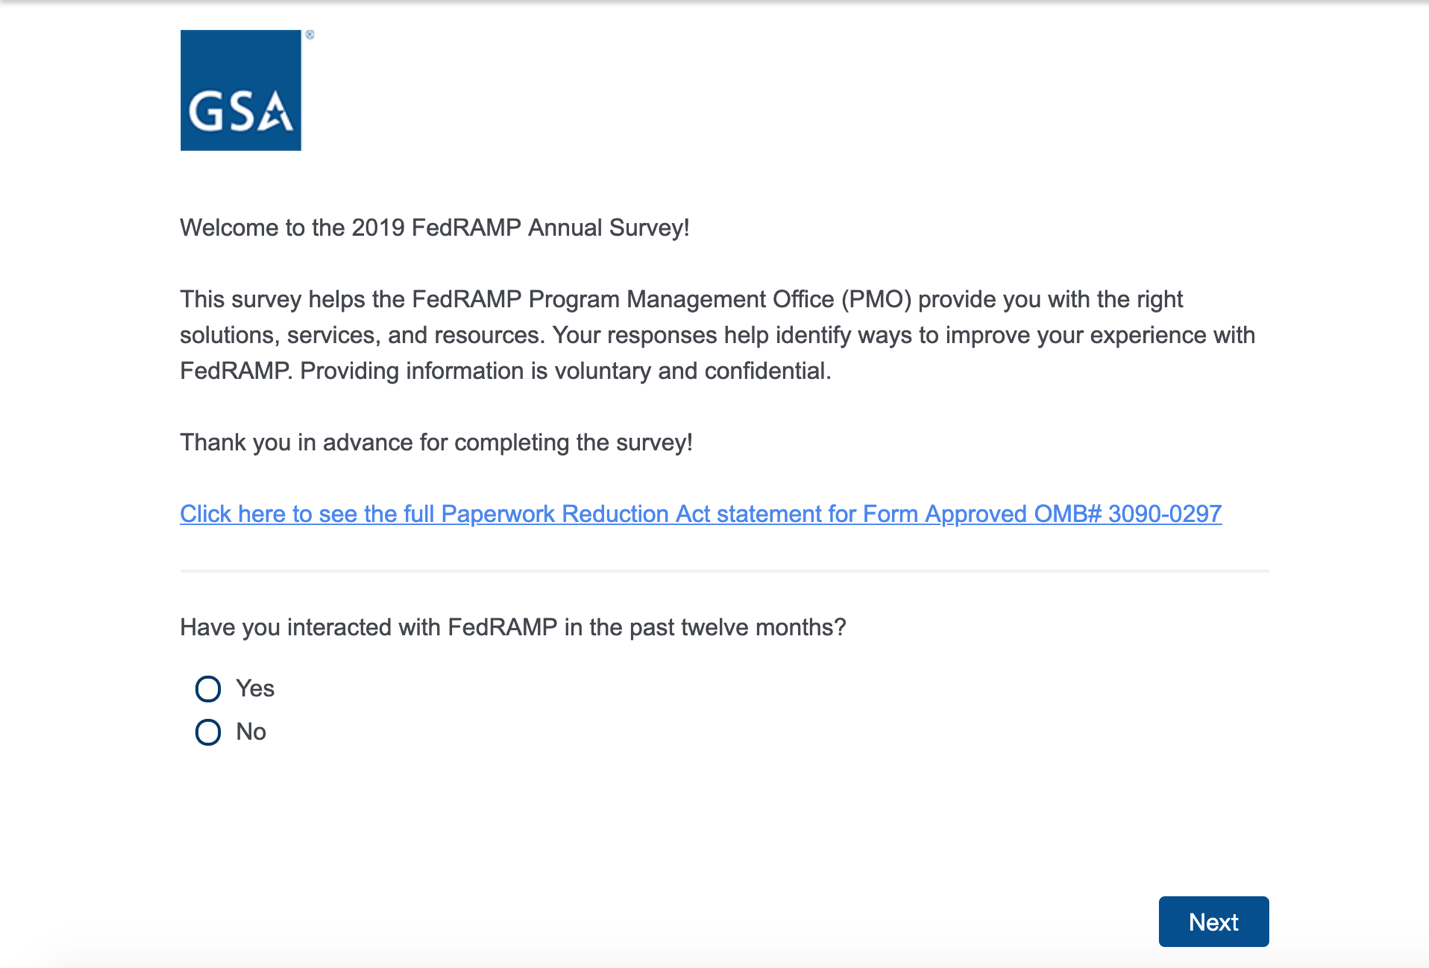 GSA
®
Welcome to the 2019 FedRAMP Annual Survey!
This survey helps the FedRAMP Program Management Office (PMO) provide you with the right
solutions, services, and resources. Your responses help identify ways to improve your experience with
FedRAMP. Providing information is voluntary and confidential.
Thank you in advance for completing the survey!
Click here to see the full Paperwork Reduction Act statement for Form Approved OMB# 3090-0297
Have you interacted with FedRAMP in the past twelve months?
Yes
No
Next